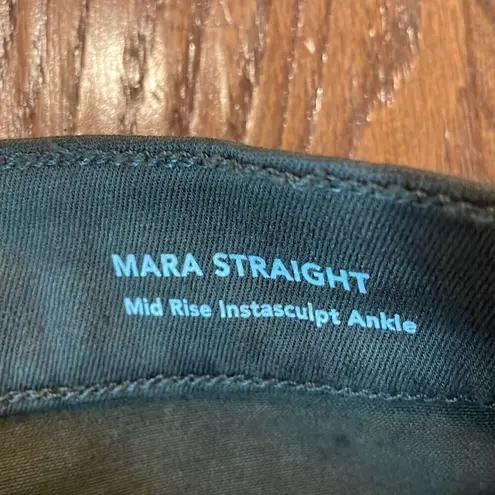 MARA STRAIGHT
Mid Rise Instasculpt Ankle